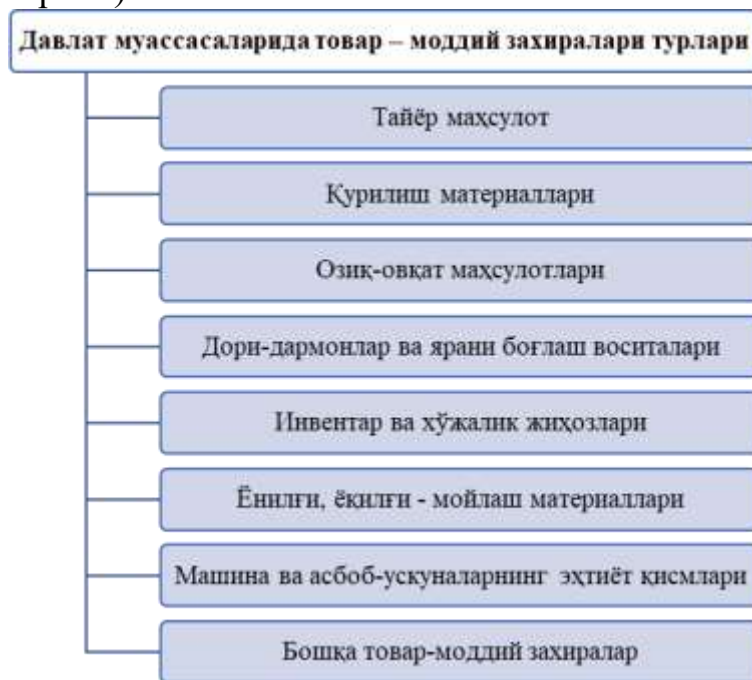 Давлат муассасаларида товар – моддий захиралари турлари
Тайёр маҳсулот
Қурилиш материаллари
Озиқ-овқат маҳсулотлари
Дори-дармонлар ва ярани боғлаш воситалари
Инвентар ва хўжалик жиҳозлари
Ёнилғи, ёқилғи - мойлаш материаллари
Машина ва асбоб-ускуналарнинг эҳтиёт қисмлари
Бошқа товар-моддий захиралар